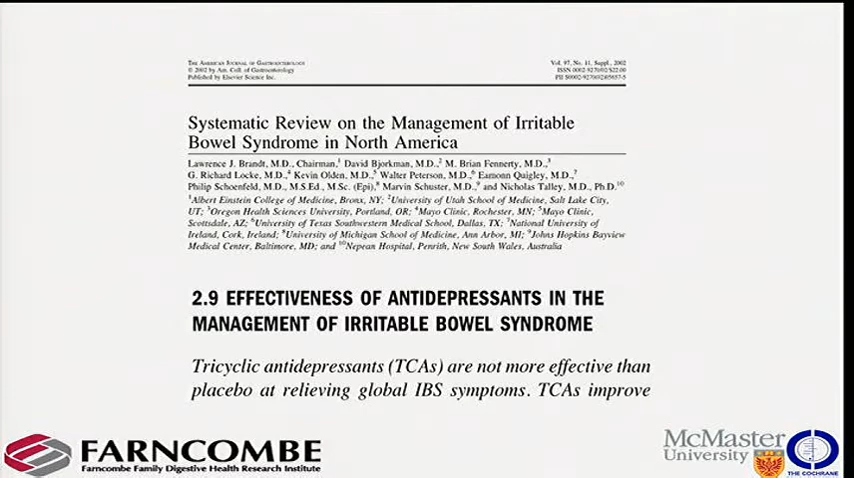 THE AMERICAN JOURNAL OF GASTROENTEROLOGY
© 2002 by Am. Coll. of Gastroenterology
Published by Elsevier Science Inc.
Vol. 97, No. 11, Suppl., 2002
ISSN 0002-9270/02/$22.00
PII S0002-9270(02)05657-5
Systematic Review on the Management of Irritable
Bowel Syndrome in North America
Lawrence J. Brandt, M.D., Chairman,1 David Bjorkman, M.D.,2 M. Brian Fennerty, M.D.,3
G. Richard Locke, M.D.,4 Kevin Olden, M.D.,5 Walter Peterson, M.D.,6 Eamonn Quigley, M.D.,7
Philip Schoenfeld, M.D., M.S.Ed., M.Sc. (Epi),8 Marvin Schuster, M.D.,9 and Nicholas Talley, M.D., Ph.D.10
1Albert Einstein College of Medicine, Bronx, NY; 2University of Utah School of Medicine, Salt Lake City,
UT; 3Oregon Health Sciences University, Portland, OR; 4Mayo Clinic, Rochester, MN; 5Mayo Clinic,
Scottsdale, AZ; 6University of Texas Southwestern Medical School, Dallas, TX; 7National University of
Ireland, Cork, Ireland; 8University of Michigan School of Medicine, Ann Arbor, MI; 9Johns Hopkins Bayview
Medical Center, Baltimore, MD; and 10Nepean Hospital, Penrith, New South Wales, Australia
2.9 EFFECTIVENESS OF ANTIDEPRESSANTS IN THE
MANAGEMENT OF IRRITABLE BOWEL SYNDROME
Tricyclic antidepressants (TCAs) are not more effective than
placebo at relieving global IBS symptoms. TCAs improve
FARNCOMBE
Farncombe Family Digestive Health Research Institute
McMaster
University
THE COCHRANE